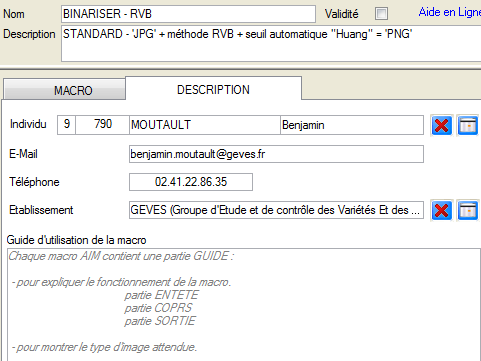 Nom BINARISER - RVB Validité Aide en Ligne
Description STANDARD - 'JPG' + méthode RVB + seuil automatique "Huang" = 'PNG'
MACRO DESCRIPTION
Individu 9 790 MOUTAULT Benjamin
E-Mail benjamin.moutault@geves.fr
Téléphone 02.41.22.86.35
Etablissement GEVES (Groupe d'Etude et de contrôle des Variétés Et des ...
Guide d'utilisation de la macro
Chaque macro AIM contient une partie GUIDE :
- pour expliquer le fonctionnement de la macro.
partie ENTETE
partie COPRS
partie SORTIE
- pour montrer le type d'image attendue.